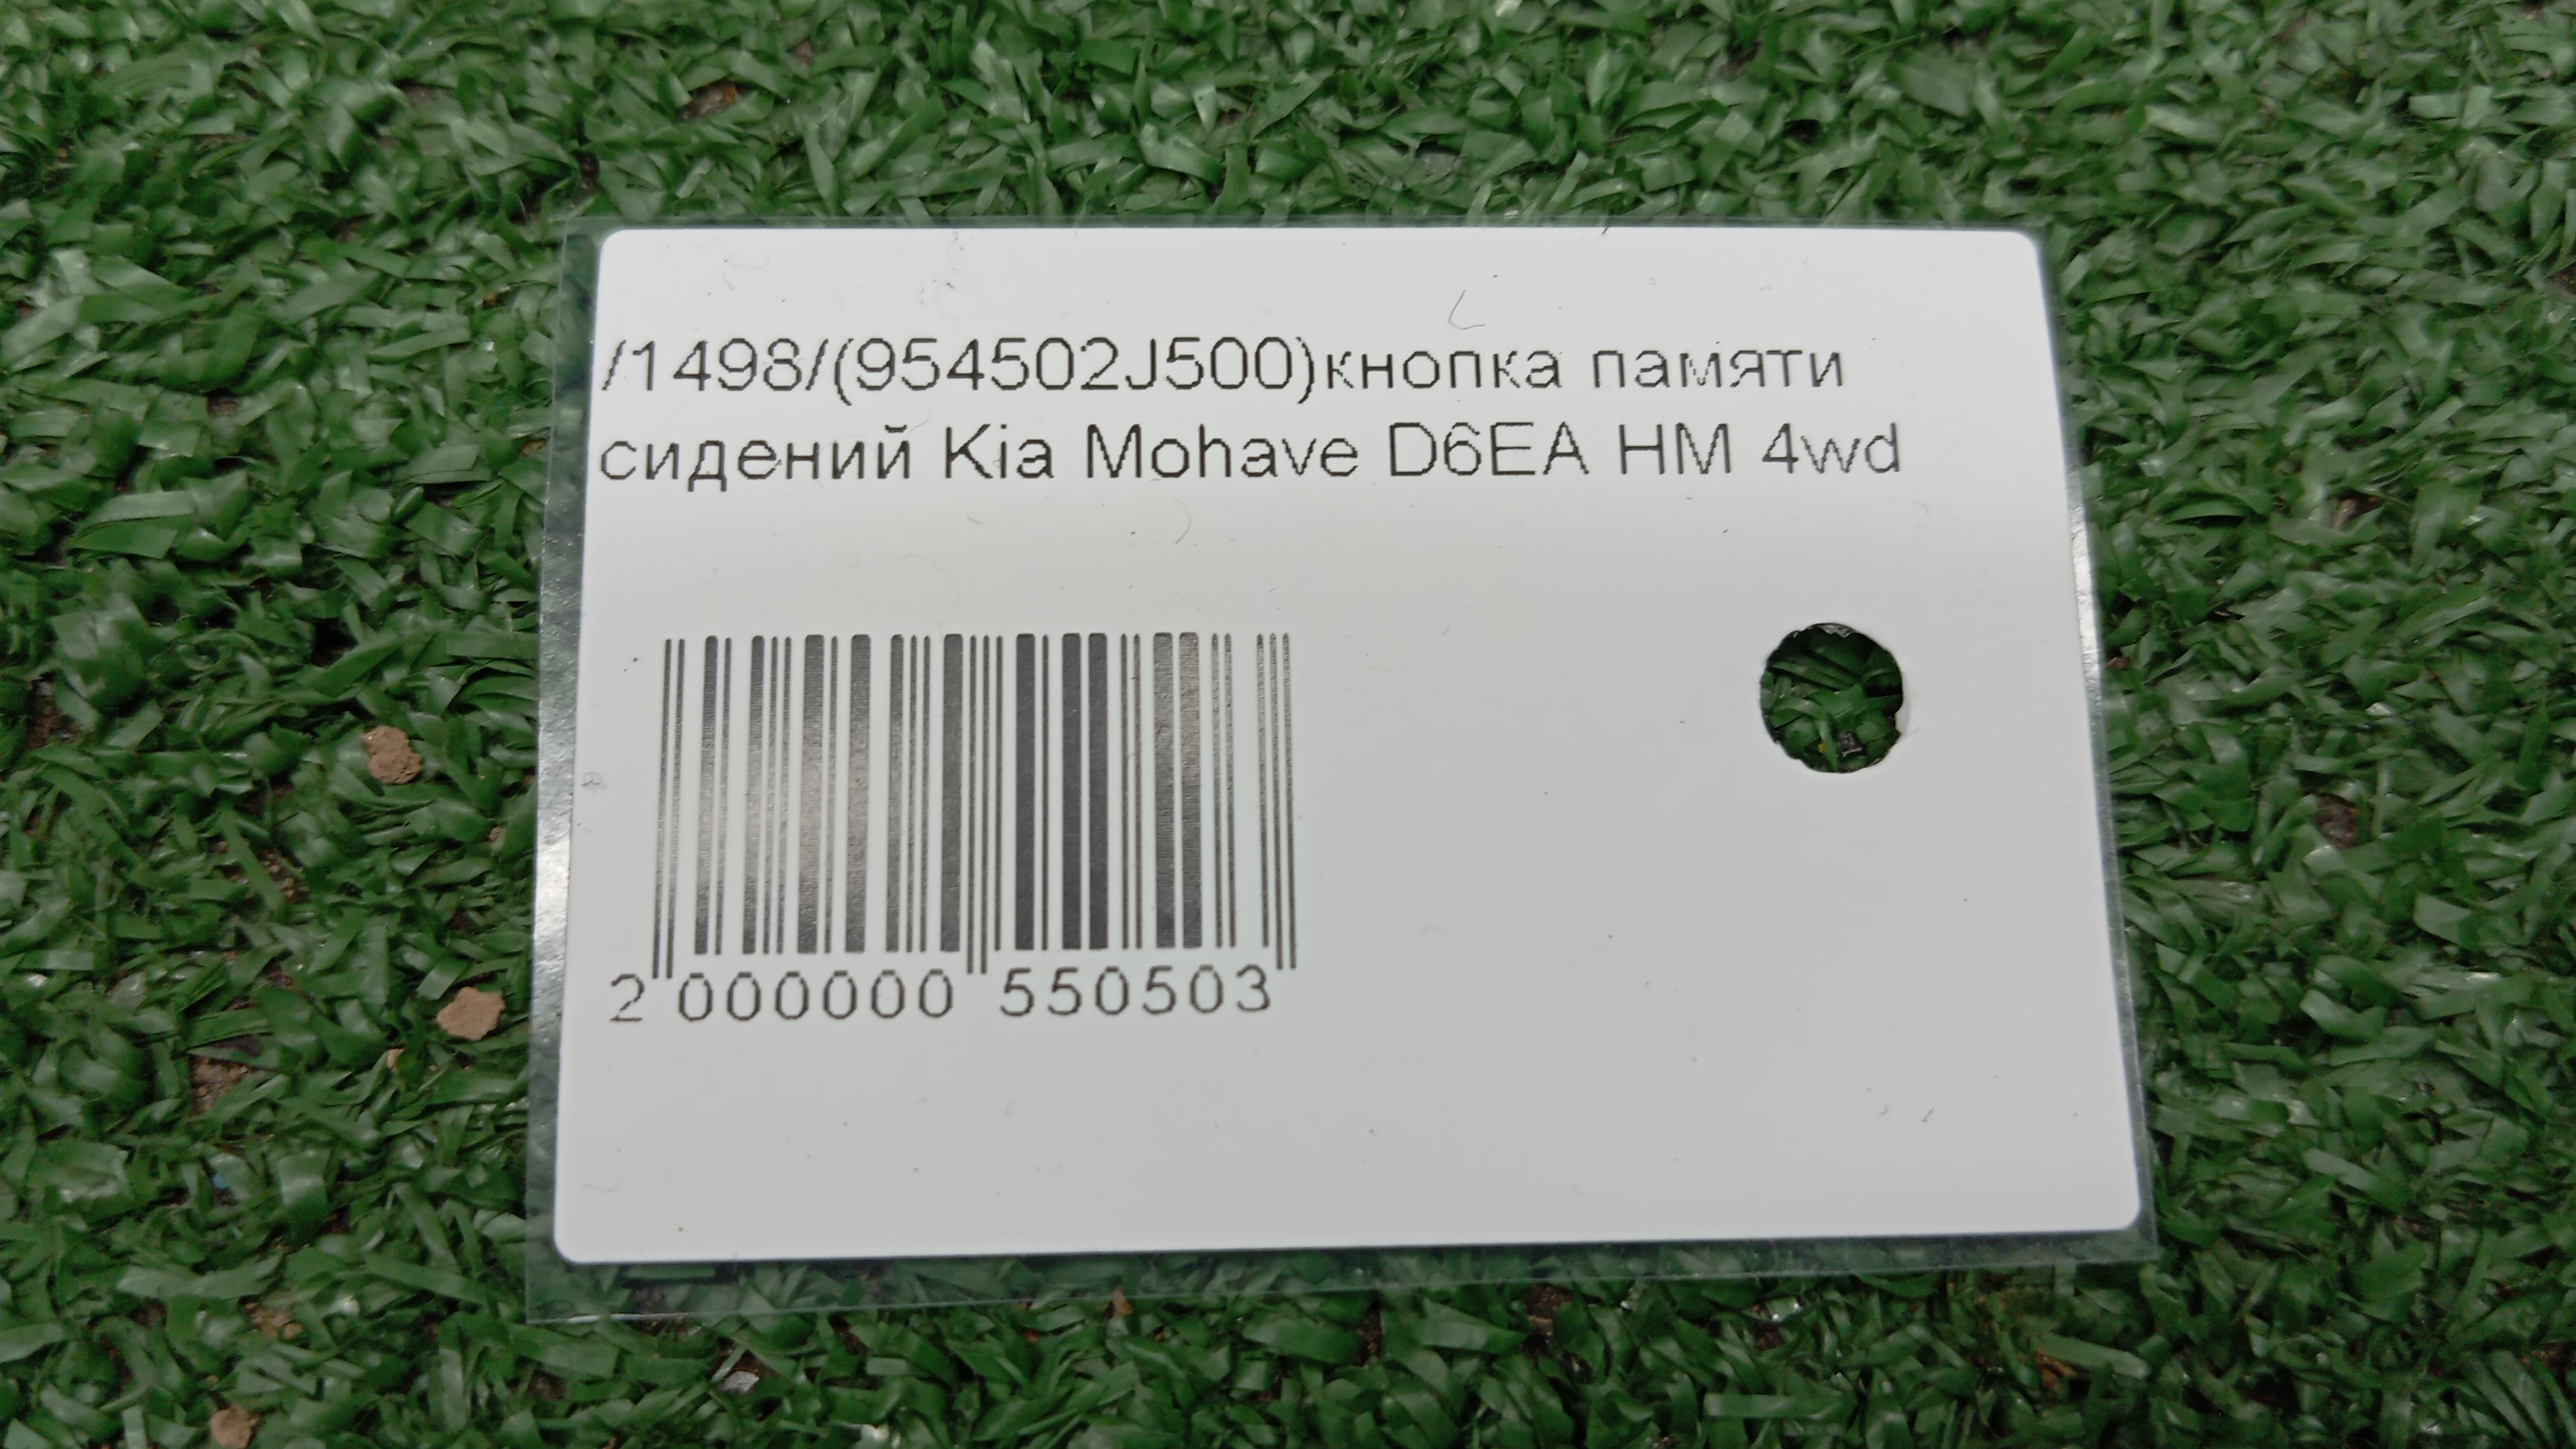 /1498/(954502J500)кнопка памяти
сидений Kia Mohave D6EA HM 4wd
2 000000 550503